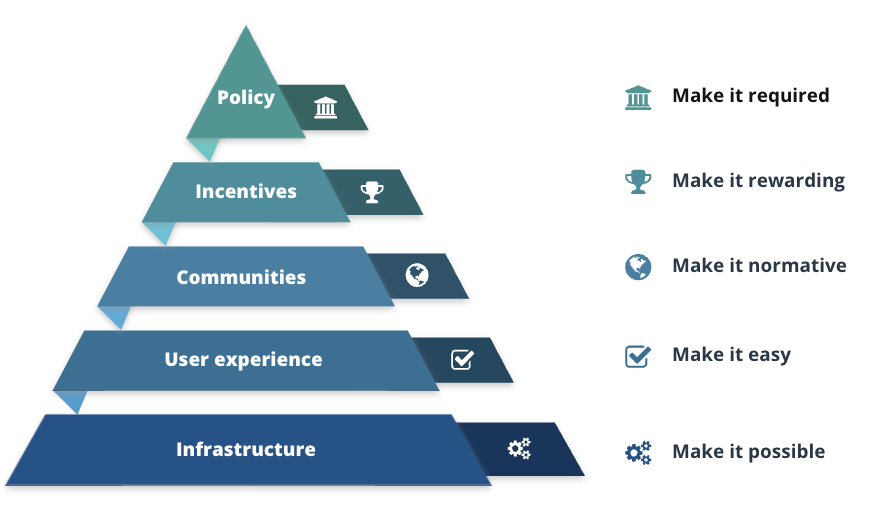 Policy
Make it required
Incentives
Make it rewarding
Communities
Make it normative
User experience
Make it easy
Infrastructure
Make it possible